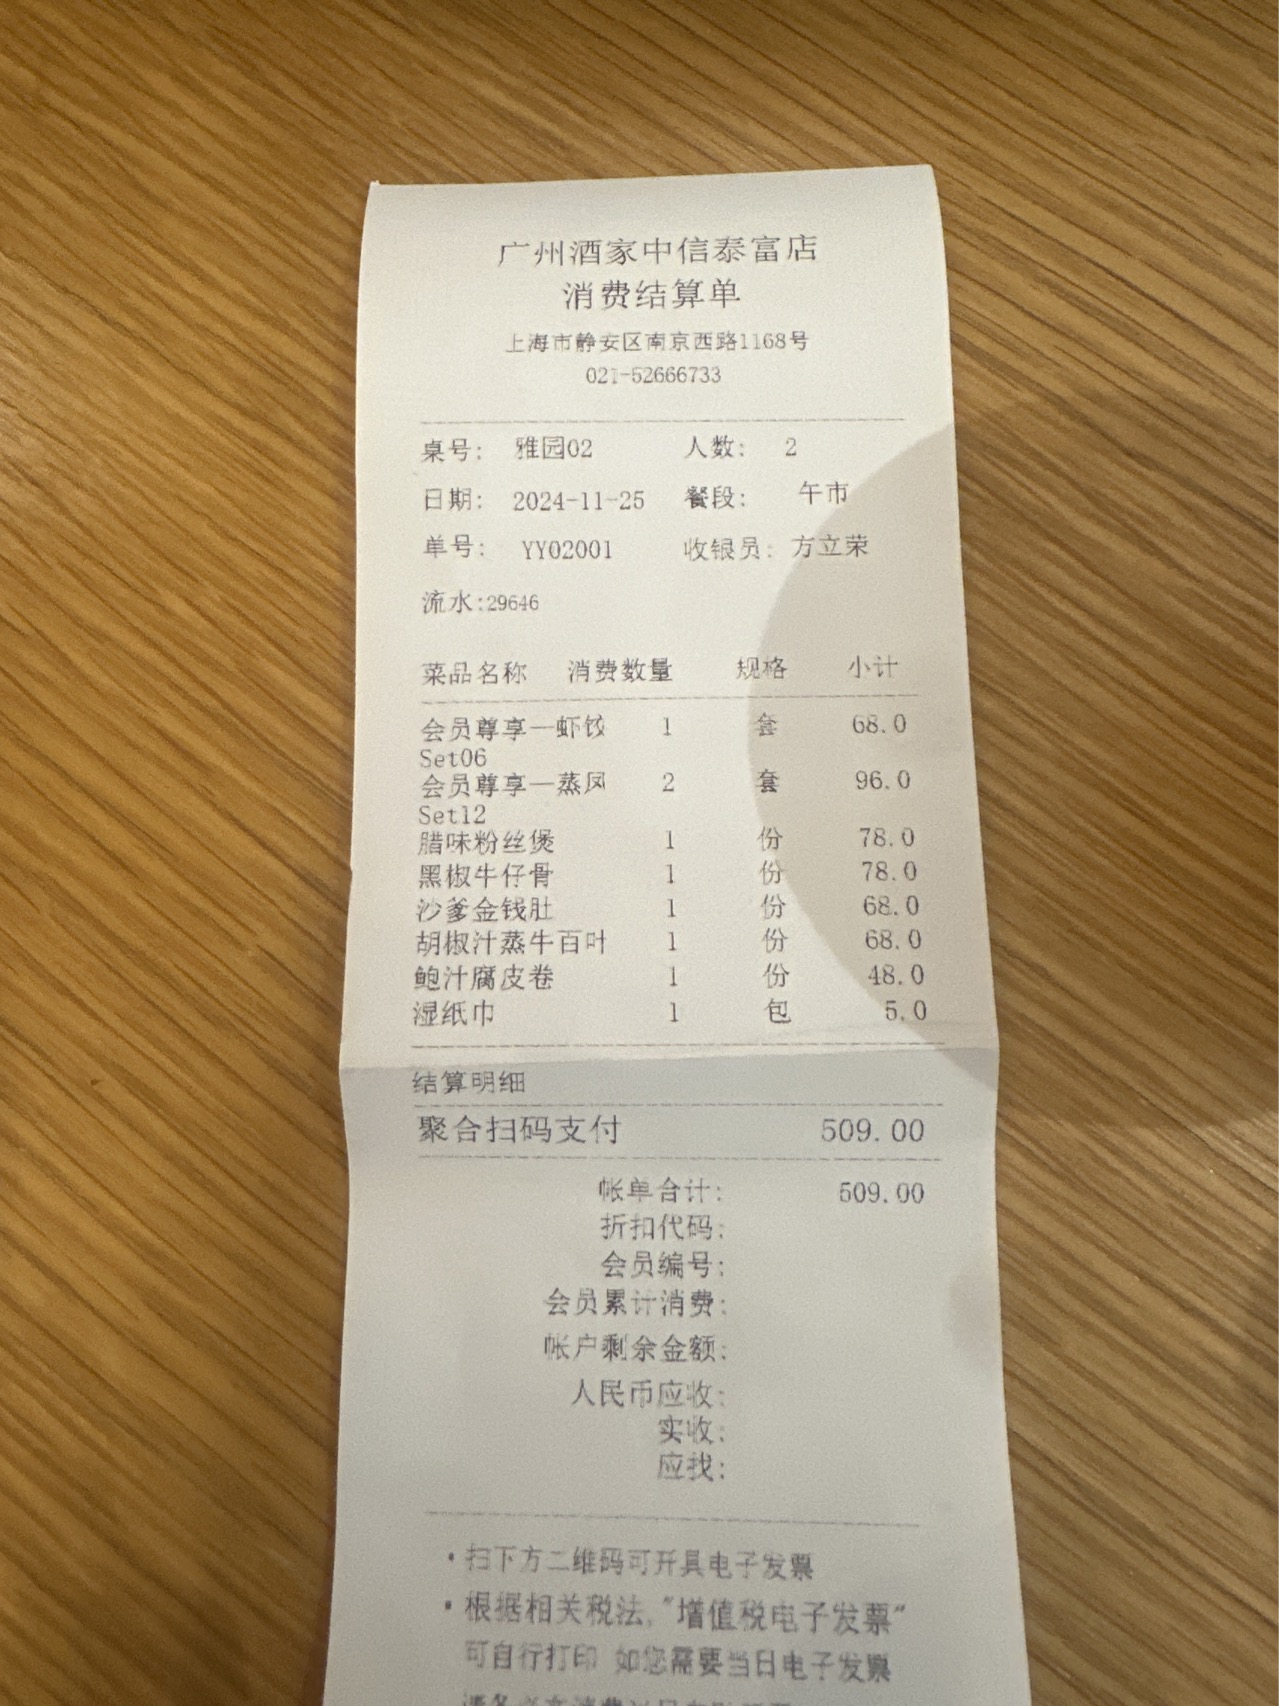 广州酒家中信泰富店
消费结算单
上海市静安区南京西路1168号
021-52666733
桌号: 雅园02 人数: 2
日期: 2024-11-25 餐段: 午市
单号: YY02001 收银员: 方立荣
流水:29646
菜品名称 消费数量 规格 小计
会员尊享—虾饺 1 套 68.0
Set06
会员尊享—蒸凤 2 套 96.0
Set12
腊味粉丝煲 1 份 78.0
黑椒牛仔骨 1 份 78.0
沙爹金钱肚 1 份 68.0
胡椒汁蒸牛百叶 1 份 68.0
鲍汁腐皮卷 1 份 48.0
湿纸巾 1 包 5.0
结算明细
聚合扫码支付 509.00
帐单合计: 509.00
折扣代码:
会员编号:
会员累计消费:
帐户剩余金额:
人民币应收:
实收:
应找:
·扫下方二维码可开具电子发票
·根据相关税法,"增值税电子发票"
可自行打印 如您需要当日电子发票